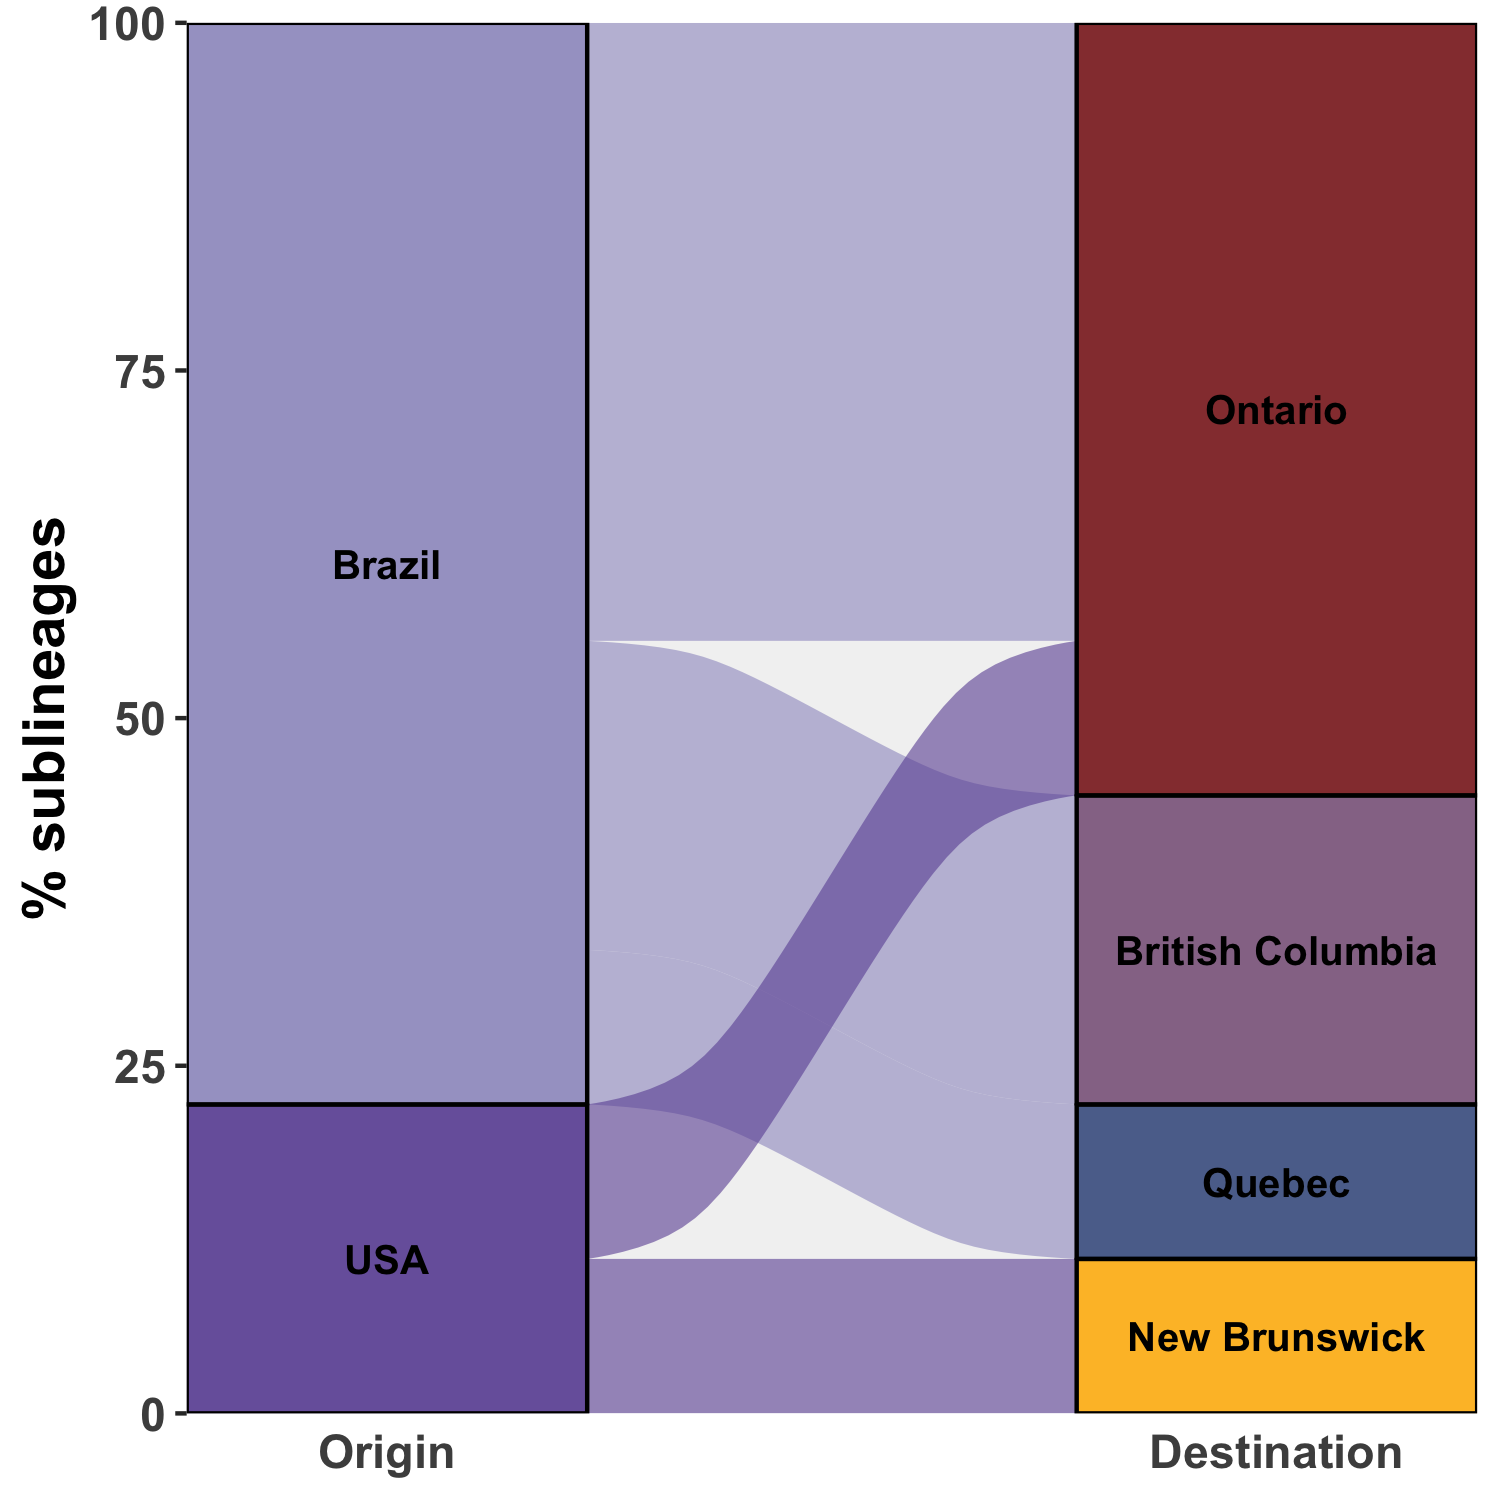 % sublineages
100
75
50
25
0
Brazil
USA
Ontario
British Columbia
Quebec
New Brunswick
Origin
Destination